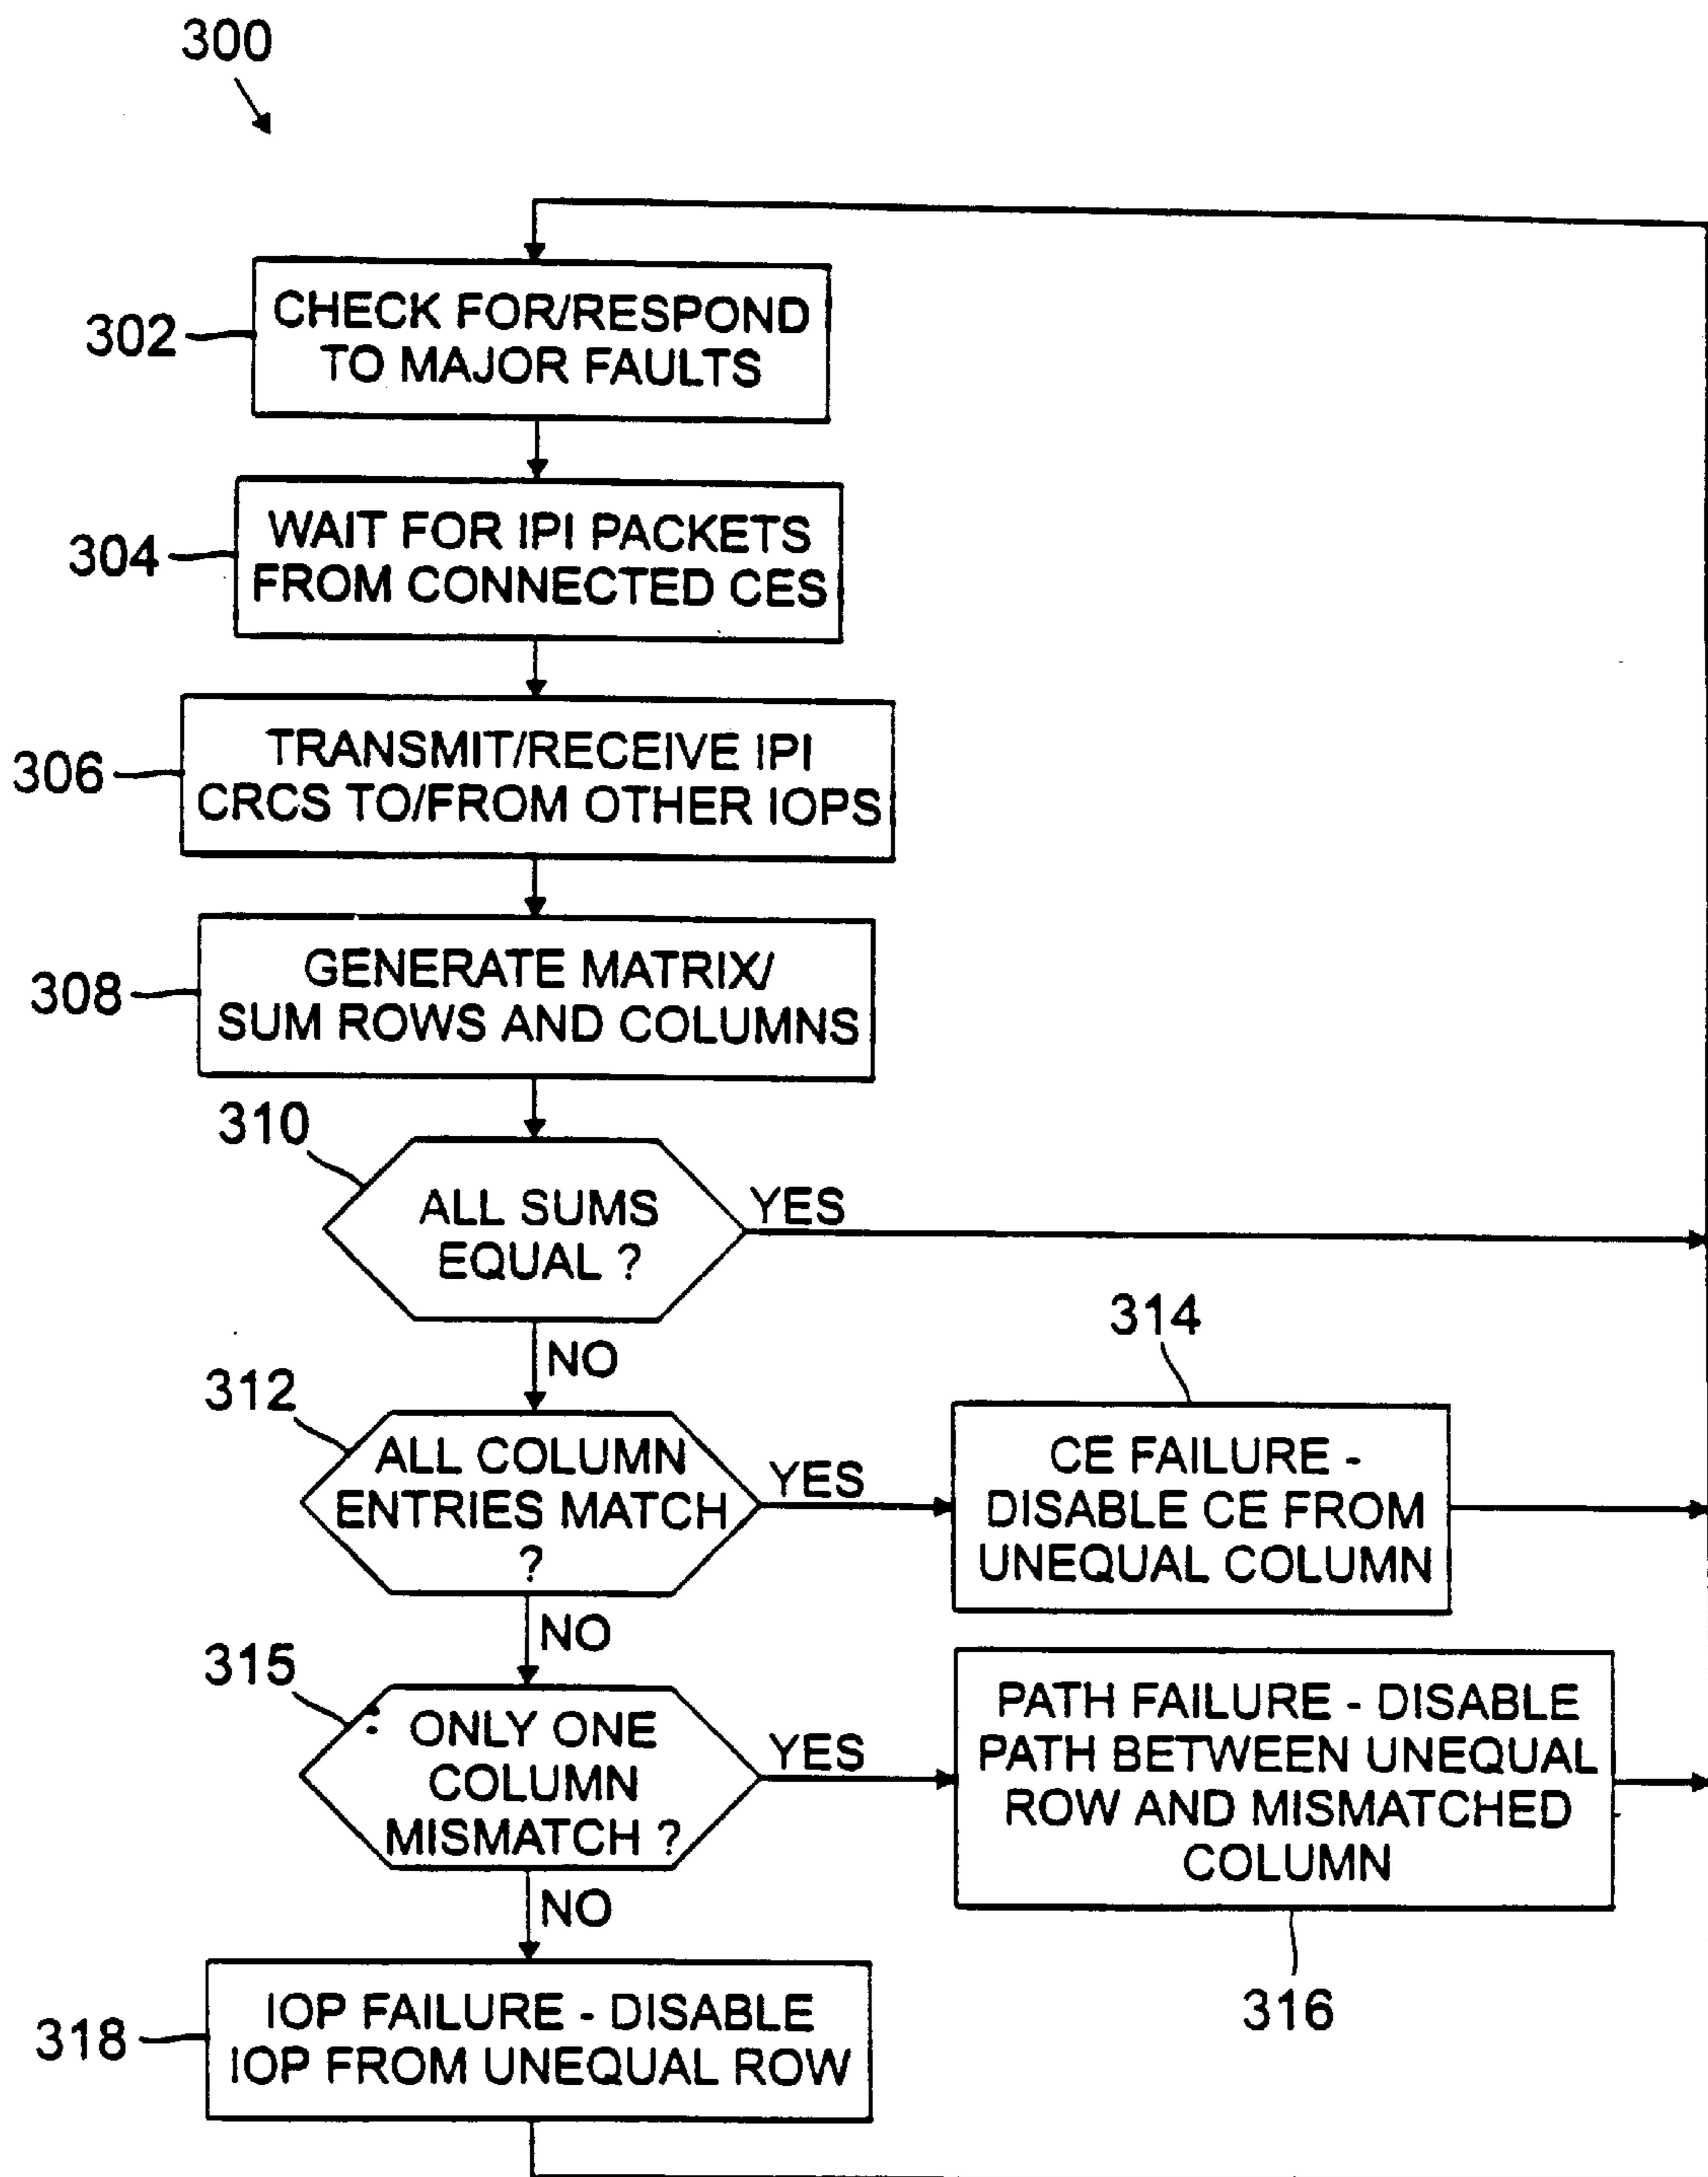 300
302
CHECK FOR/RESPOND
TO MAJOR FAULTS
304
WAIT FOR IPI PACKETS
FROM CONNECTED CES
306
TRANSMIT/RECEIVE IPI
CRCS TO/FROM OTHER IOPS
308
GENERATE MATRIX/
SUM ROWS AND COLUMNS
310
ALL SUMS
EQUAL ?
YES
NO
312
ALL COLUMN
ENTRIES MATCH
?
YES
314
CE FAILURE -
DISABLE CE FROM
UNEQUAL COLUMN
NO
315
ONLY ONE
COLUMN
MISMATCH ?
YES
PATH FAILURE - DISABLE
PATH BETWEEN UNEQUAL
ROW AND MISMATCHED
COLUMN
316
NO
318
IOP FAILURE - DISABLE
IOP FROM UNEQUAL ROW